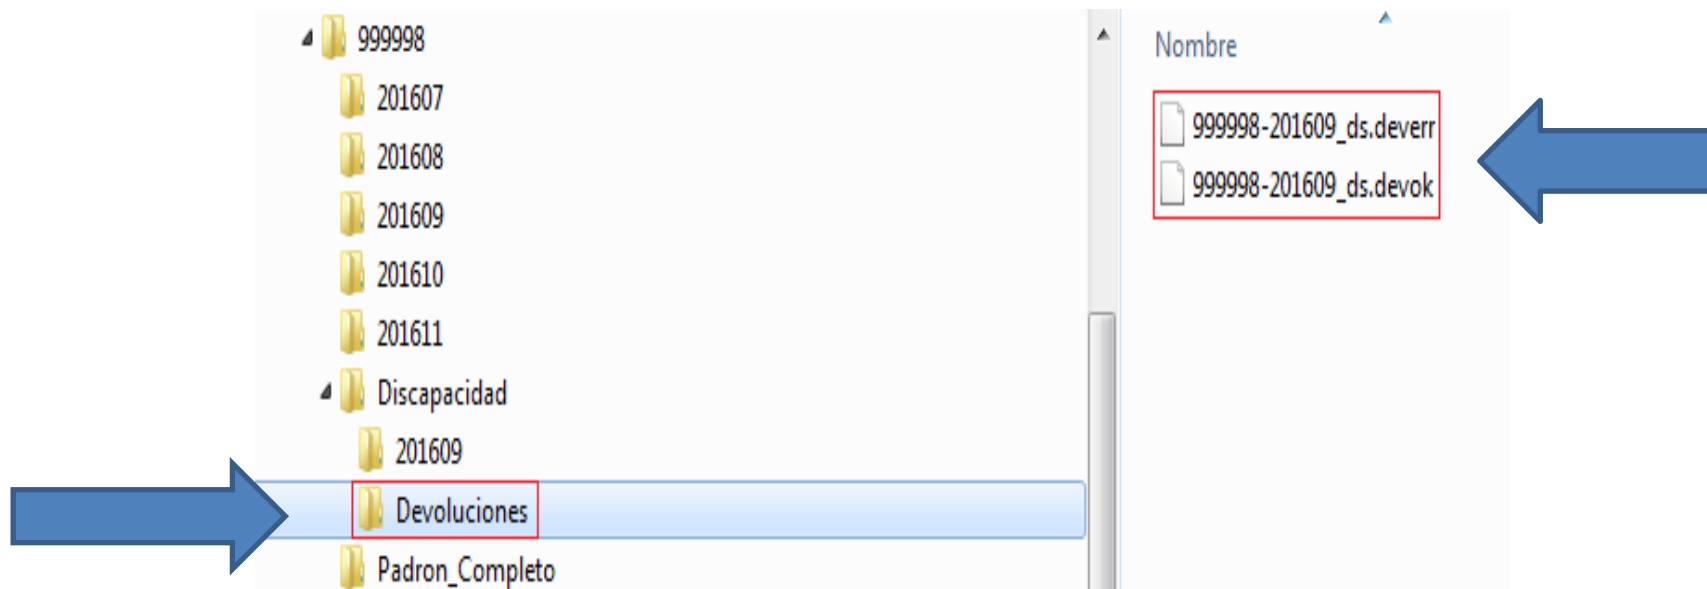 999998
201607
201608
201609
201610
201611
Discapacidad
201609
Devoluciones
Padron_Completo
Nombre
999998-201609_ds.deverr
999998-201609_ds.devok